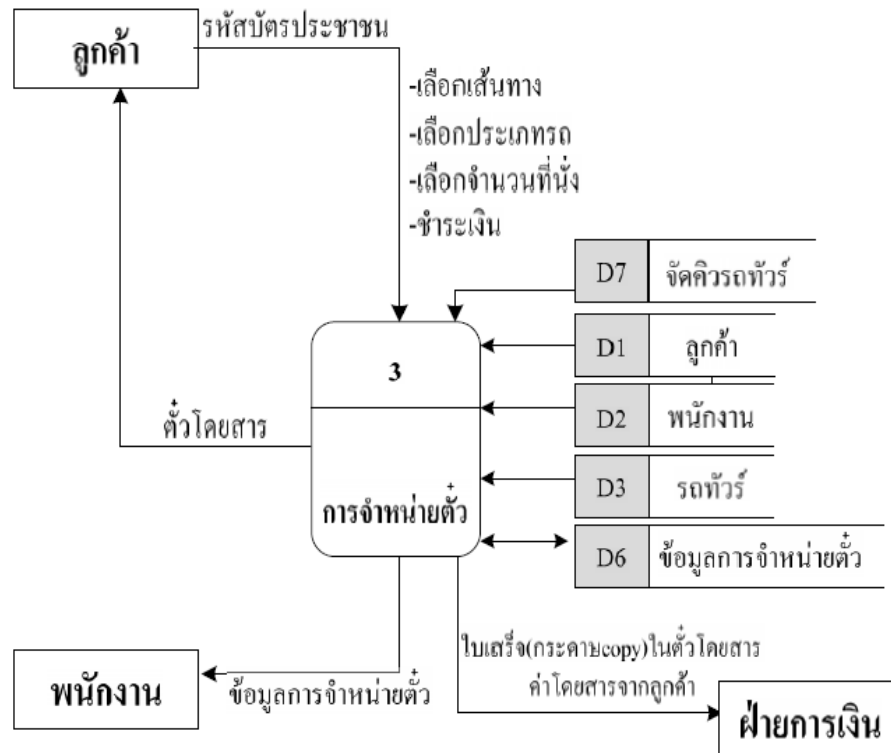 ลูกค้า
รหัสบัตรประชาชน
-เลือกเส้นทาง
-เลือกประเภทรถ
-เลือกจำนวนที่นั่ง
-ชำระเงิน
D7 จัดคิวรถทัวร์
D1 ลูกค้า
D2 พนักงาน
D3 รถทัวร์
D6 ข้อมูลการจำหน่ายตั๋ว
3
การจำหน่ายตั๋ว
ตั๋วโดยสาร
ใบเสร็จ(กระดาษcopy)ในตั๋วโดยสาร
ค่าโดยสารจากลูกค้า
พนักงาน
ข้อมูลการจำหน่ายตั๋ว
ฝ่ายการเงิน